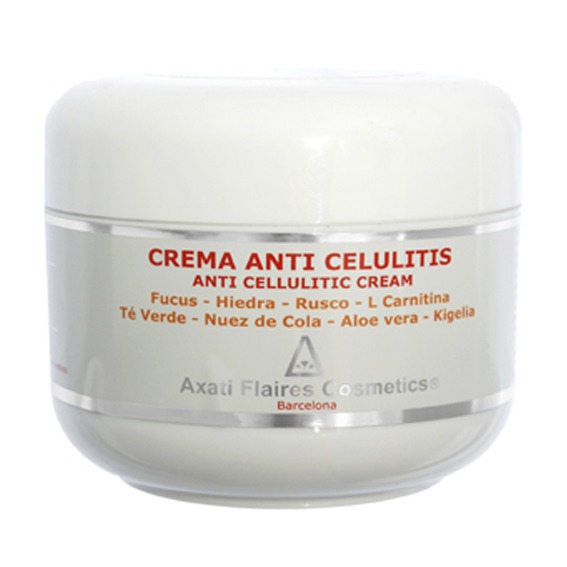 CREMA ANTI CELULITIS
ANTI CELLULITIC CREAM
Fucus - Hiedra - Rusco - L Carnitina
Té Verde - Nuez de Cola - Aloe vera - Kigelia
Axati Flaires Cosmetics®
Barcelona